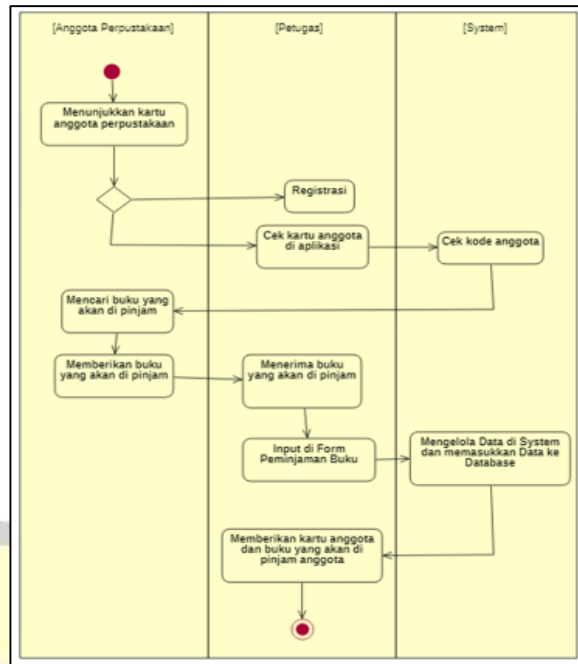 [Anggota Perpustakaan]
[Petugas]
[System]
Menunjukkan kartu
anggota perpustakaan
Registrasi
Cek kartu anggota
di aplikasi
Cek kode anggota
Mencari buku yang
akan di pinjam
Memberikan buku
yang akan di pinjam
Menerima buku
yang akan di pinjam
Input di Form
Peminjaman Buku
Mengelola Data di System
dan memasukkan Data ke
Database
Memberikan kartu anggota
dan buku yang akan di
pinjam anggota